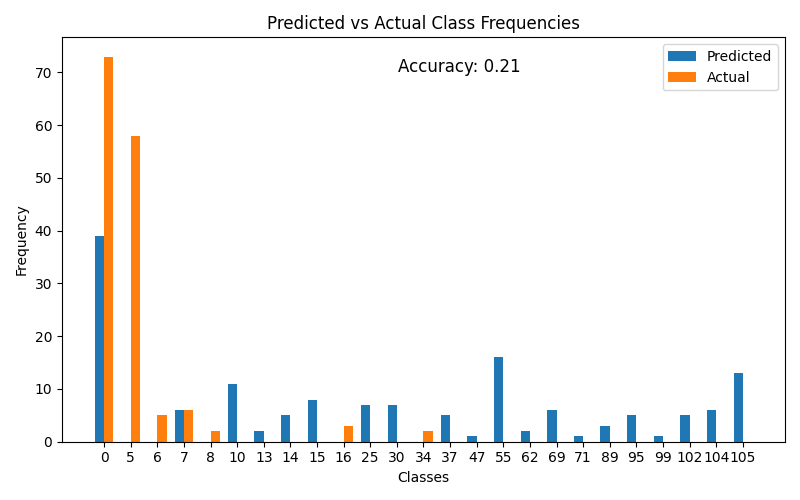 Predicted vs Actual Class Frequencies
Accuracy: 0.21
Predicted
Actual
Frequency
70
60
50
40
30
20
10
0
0 5 6 7 8 10 13 14 15 16 25 30 34 37 47 55 62 69 71 89 95 99 102 104 105
Classes